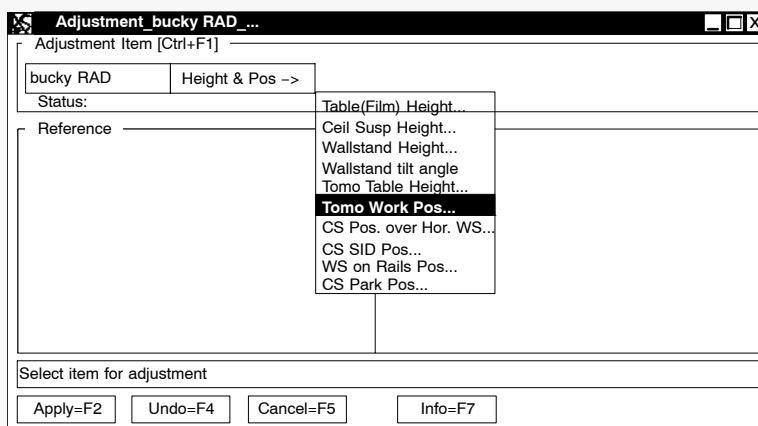 Adjustment_bucky RAD_...
Adjustment Item [Ctrl+F1]
bucky RAD
Height & Pos –>
Status:
Table(Film) Height...
Ceil Susp Height...
Wallstand Height...
Wallstand tilt angle
Tomo Table Height...
Tomo Work Pos...
CS Pos. over Hor. WS...
CS SID Pos...
WS on Rails Pos...
CS Park Pos...
Reference
Select item for adjustment
Apply=F2
Undo=F4
Cancel=F5
Info=F7